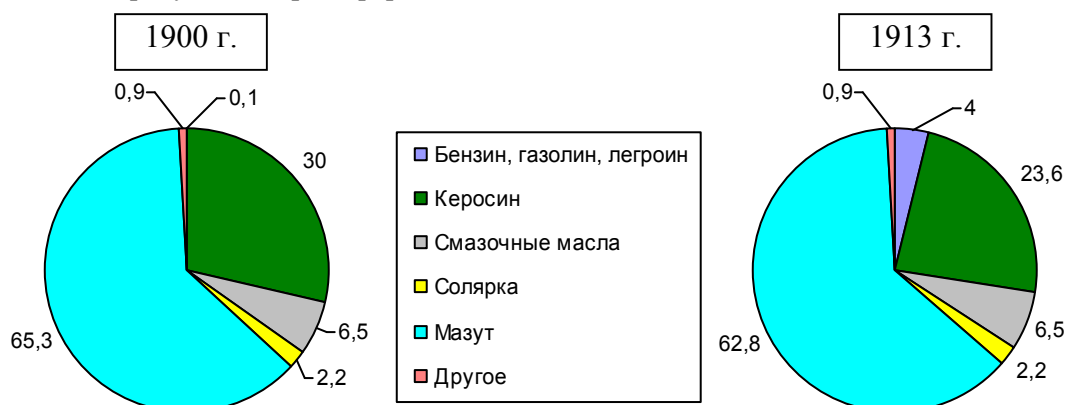 1900 г.
1913 г.
0,9
0,1
30
6,5
2,2
65,3
Бензин, газолин, легроин
Керосин
Смазочные масла
Солярка
Мазут
Другое
0,9
4
23,6
6,5
2,2
62,8